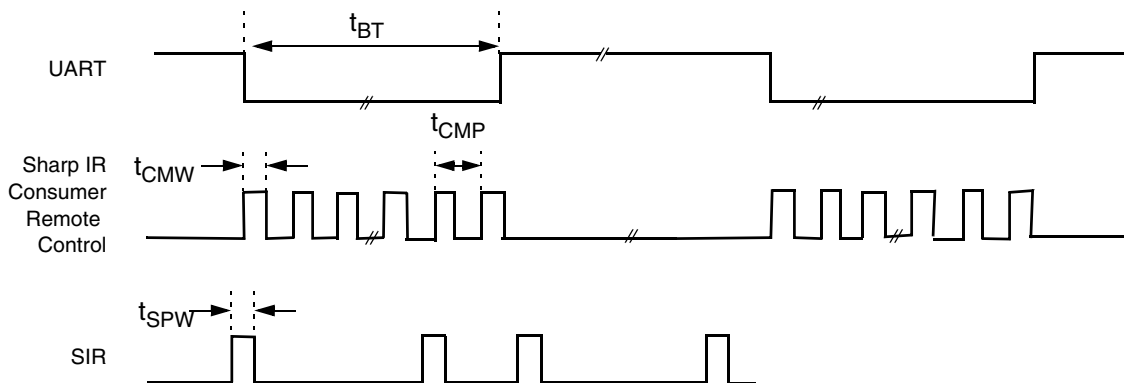 t_BT
UART
t_CMP
Sharp IR
Consumer
Remote
Control
t_CMW
t_SPW
SIR